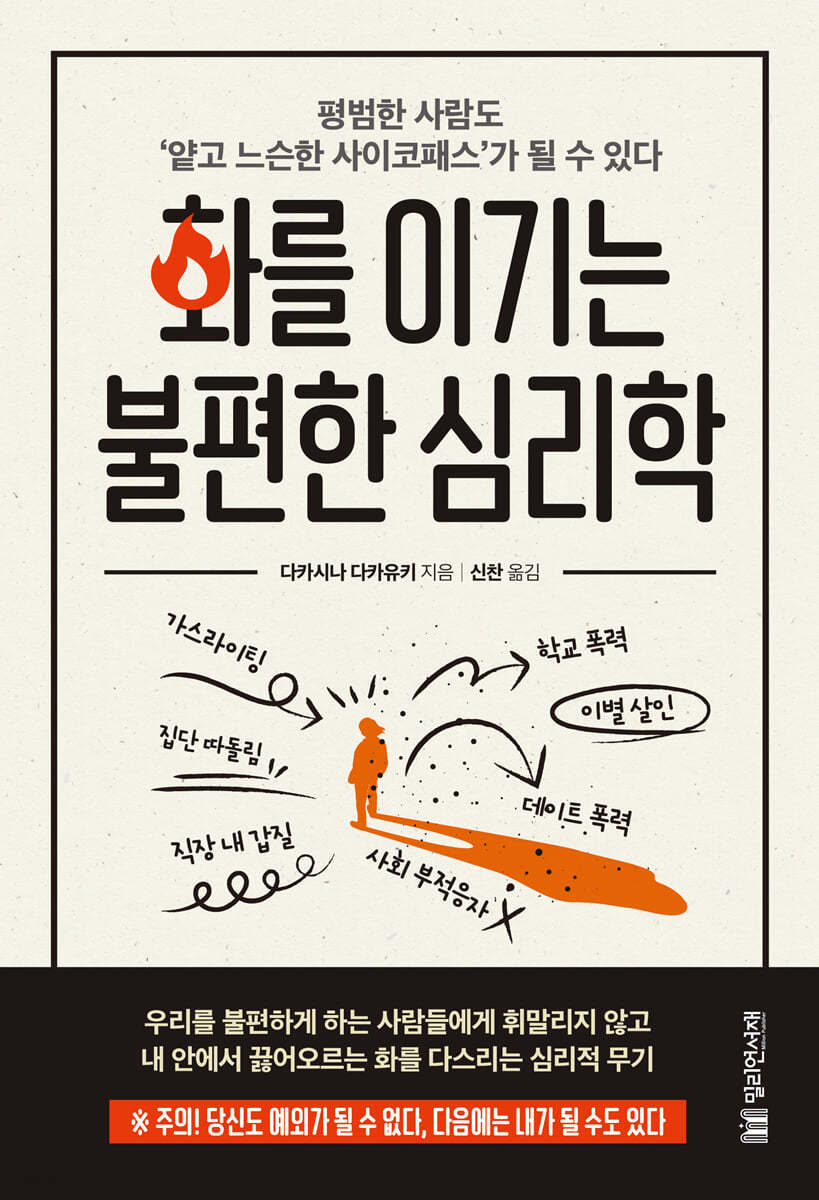 평범한 사람도
‘얕고 느슨한 사이코패스’가 될 수 있다
화를 이기는
불편한 심리학
다카시나 다카유키 지음 | 신찬 옮김
가스라이팅
학교 폭력
이별 살인
집단 따돌림
데이트 폭력
직장 내 갑질
사회 부적응자
우리를 불편하게 하는 사람들에게 휘말리지 않고
내 안에서 끓어오르는 화를 다스리는 심리적 무기
※ 주의! 당신도 예외가 될 수 없다, 다음에는 내가 될 수도 있다
밀리언서재
Million Publisher